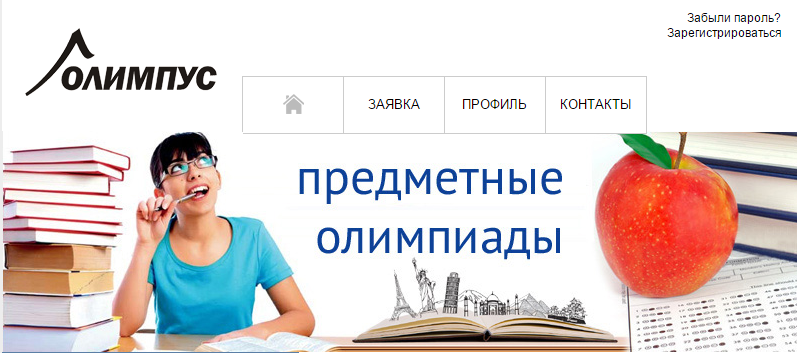 Забыли пароль?
Зарегистрироваться
Олимпус
ЗАЯВКА
ПРОФИЛЬ
КОНТАКТЫ
предметные
олимпиады